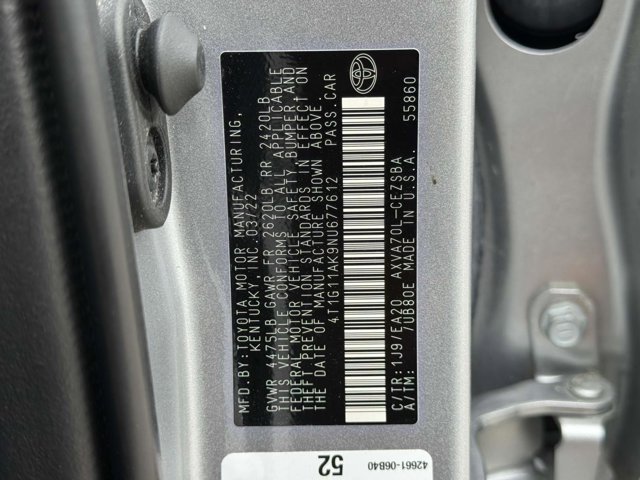 MFD.BY:TOYOTA MOTOR MANUFACTURING,
KENTUCKY, INC.03/22
GVWR 4475LB GAWR FR 2620LB RR 2420LB
THIS VEHICLE CONFORMS TO ALL APPLICABLE
FEDERAL MOTOR VEHICLE SAFETY, BUMPER, AND
THEFT PREVENTION STANDARDS IN EFFECT ON
THE DATE OF MANUFACTURE SHOWN ABOVE.
4T1G11AK9NU677612 PASS.CAR
C/TR:1J9/EA20 AXVA70L-CEZSBA
A/TM: /UB80E MADE IN U.S.A. 55860
52
42661-06B40